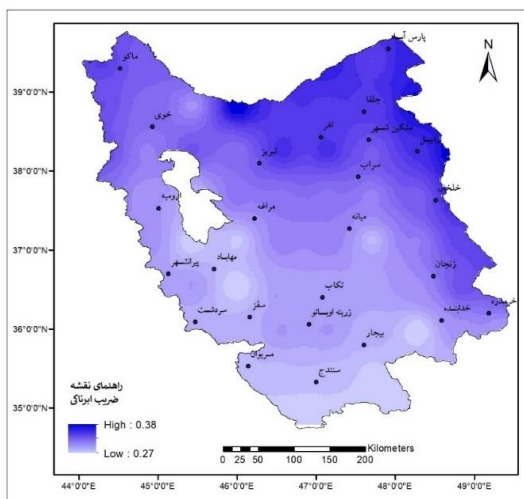 پارس آباد
N
ماکو
39°0'0"N
جلفا
خوی
اهر
مشگین شهر
اردبیل
تبریز
38°0'0"N
سراب
ارومیه
خلخال
مراغه
میانه
37°0'0"N
پیرانشهر
مهاباد
زنجان
تکاب
خرمدره
سردشت
سقز
زرینه اوباتو
خدابنده
36°0'0"N
بیجار
مریوان
سنندج
راهنمای نقشه
ضریب ابرناکی
35°0'0"N
High : 0.38
Low : 0.27
Kilometers
0 25 50 100 150 200
44°0'0"E 45°0'0"E 46°0'0"E 47°0'0"E 48°0'0"E 49°0'0"E